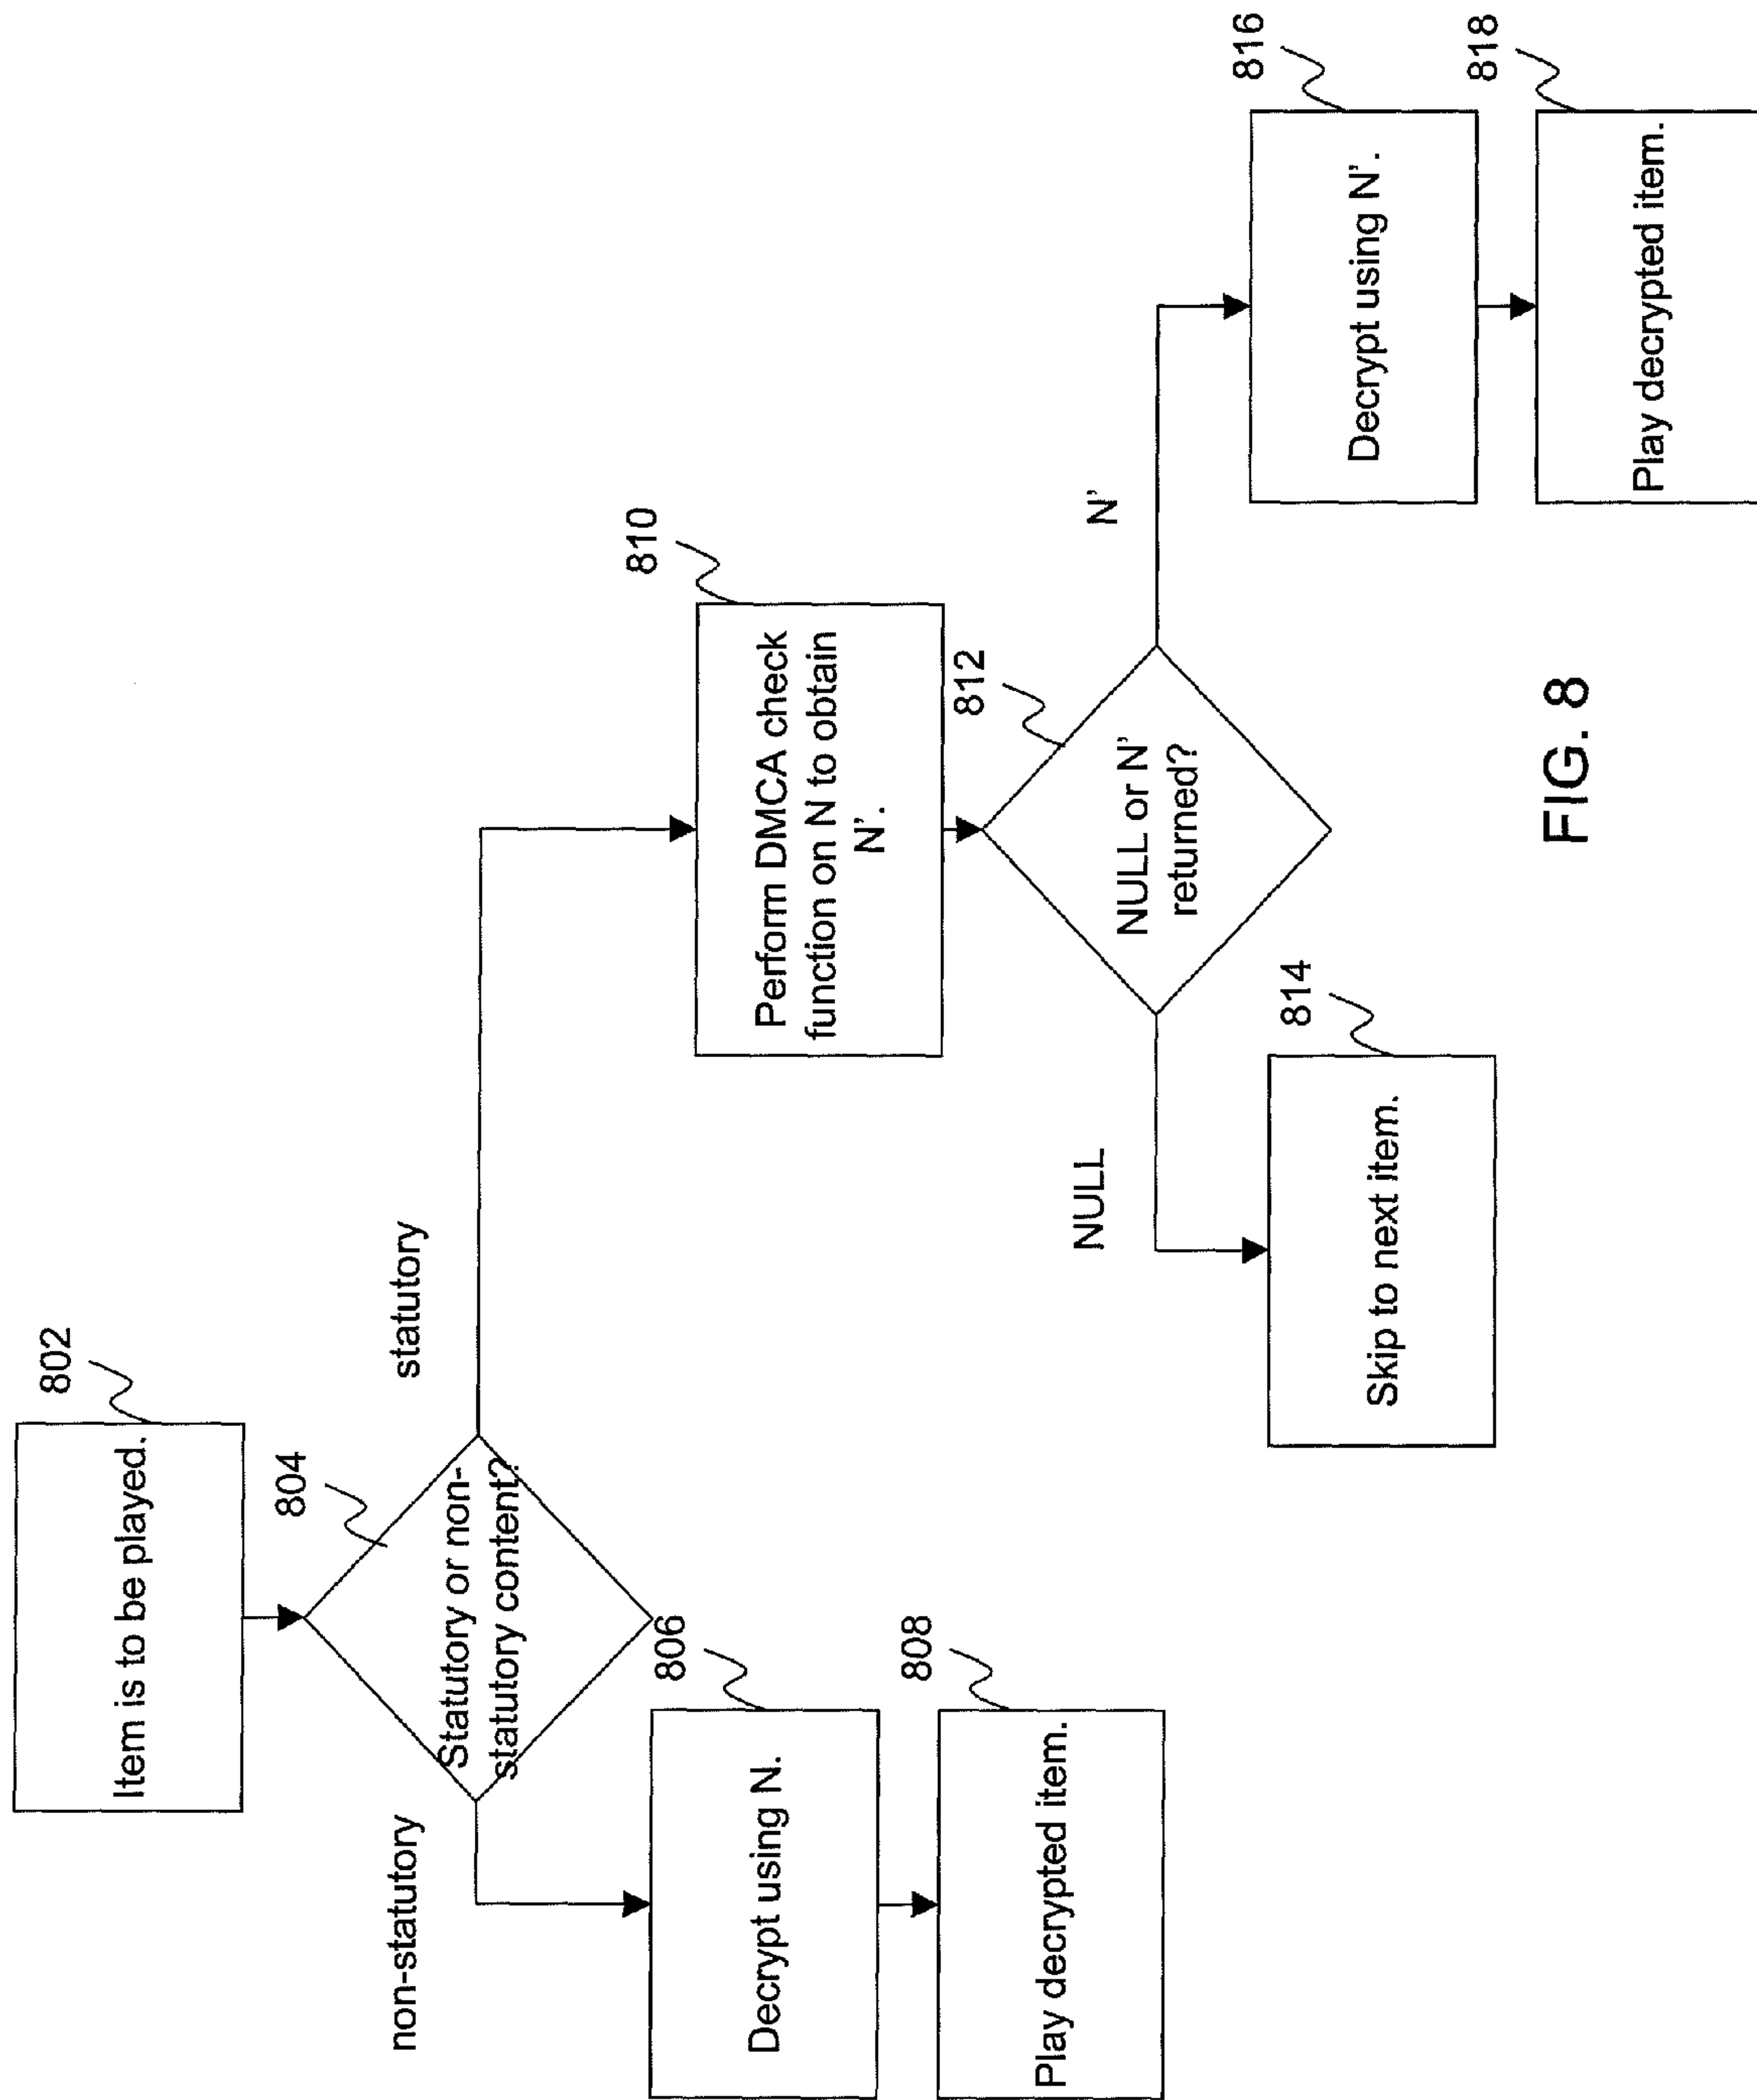 802
Item is to be played.
804
Statutory or non-
statutory content?
non-statutory
statutory
806
Decrypt using N.
808
Play decrypted item.
810
Perform DMCA check
function on N to obtain
N'.
812
NULL or N'
returned?
NULL
N'
814
Skip to next item.
816
Decrypt using N'.
818
Play decrypted item.
FIG. 8